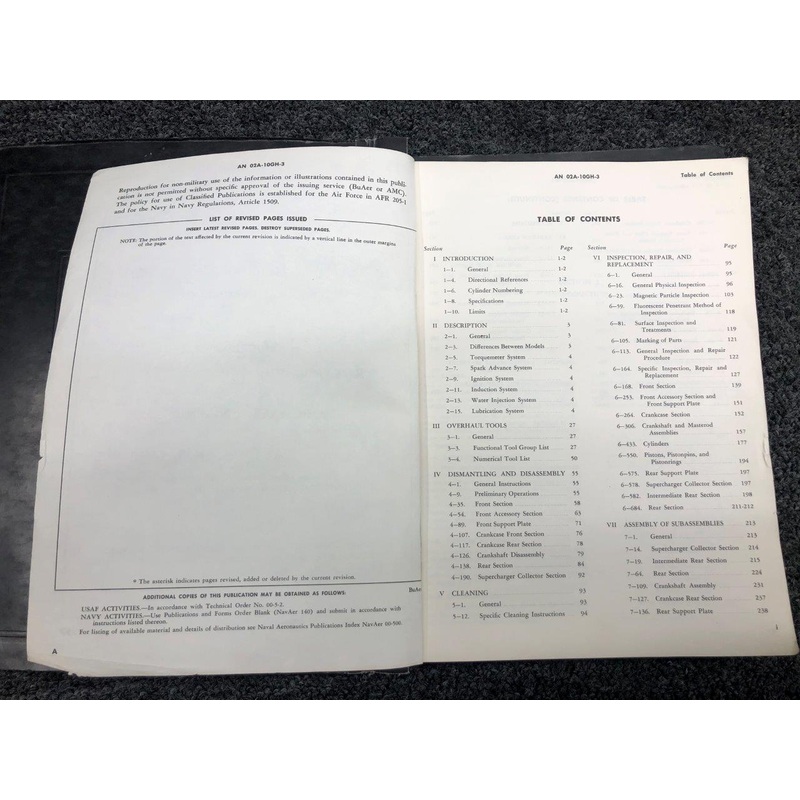 AN 02A-10GH-3
Reproduction for non-military use of the information or illustrations contained in this publi-
cation is not permitted without specific approval of the issuing service (BuAer or AMC).
The policy for use of Classified Publications is established for the Air Force in AFR 205-1
and for the Navy in Navy Regulations, Article 1509.
LIST OF REVISED PAGES ISSUED
INSERT LATEST REVISED PAGES. DESTROY SUPERSEDED PAGES.
NOTE: The portion of the text affected by the current revision is indicated by a vertical line in the outer margins
of the page.
* The asterisk indicates pages revised, added or deleted by the current revision.
BuAer
ADDITIONAL COPIES OF THIS PUBLICATION MAY BE OBTAINED AS FOLLOWS:
USAF ACTIVITIES.—In accordance with Technical Order No. 00-5-2.
NAVY ACTIVITIES.—Use Publications and Forms Order Blank (NavAer 140) and submit in accordance with
instructions listed thereon.
For listing of available material and details of distribution see Naval Aeronautics Publications Index NavAer 00-500.
A
AN 02A-10GH-3
Table of Contents
TABLE OF CONTENTS
Section Page
I INTRODUCTION 1-2
1—1. General 1-2
1—4. Directional References 1-2
1—6. Cylinder Numbering 1-2
1—8. Specifications 1-2
1—10. Limits 1-2
II DESCRIPTION 3
2—1. General 3
2—3. Differences Between Models 3
2—5. Torquemeter System 4
2—7. Spark Advance System 4
2—9. Ignition System 4
2—11. Induction System 4
2—13. Water Injection System 4
2—15. Lubrication System 4
III OVERHAUL TOOLS 27
3—1. General 27
3—3. Functional Tool Group List 27
3—4. Numerical Tool List 50
IV DISMANTLING AND DISASSEMBLY 55
4—1. General Instructions 55
4—9. Preliminary Operations 55
4—35. Front Section 58
4—54. Front Accessory Section 63
4—89. Front Support Plate 71
4—107. Crankcase Front Section 76
4—117. Crankcase Rear Section 78
4—126. Crankshaft Disassembly 79
4—138. Rear Section 84
4—190. Supercharger Collector Section 92
V CLEANING 93
5—1. General 93
5—12. Specific Cleaning Instructions 94
Section Page
VI INSPECTION, REPAIR, AND
REPLACEMENT 95
6—1. General 95
6—16. General Physical Inspection 96
6—23. Magnetic Particle Inspection 103
6—59. Fluorescent Penetrant Method of
Inspection 118
6—81. Surface Inspection and
Treatments 119
6—105. Marking of Parts 121
6—113. General Inspection and Repair
Procedure 122
6—164. Specific Inspection, Repair and
Replacement 127
6—168. Front Section 139
6—253. Front Accessory Section and
Front Support Plate 151
6—264. Crankcase Section 152
6—306. Crankshaft and Masterrod
Assemblies 157
6—433. Cylinders 177
6—550. Pistons, Pistonpins, and
Pistonrings 194
6—575. Rear Support Plate 197
6—578. Supercharger Collector Section 197
6—582. Intermediate Rear Section 198
6—684. Rear Section 211-212
VII ASSEMBLY OF SUBASSEMBLIES 213
7—1. General 213
7—14. Supercharger Collector Section 214
7—19. Intermediate Rear Section 215
7—64. Rear Section 224
7—109. Crankshaft Assembly 231
7—127. Crankcase Rear Section 237
7—136. Rear Support Plate 238
i